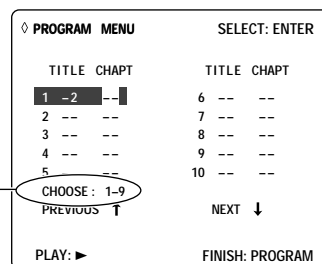 ◊ PROGRAM MENU SELECT: ENTER
TITLE CHAPT TITLE CHAPT
1 –2 –– 6 –– ––
2 –– –– 7 –– ––
3 –– –– 8 –– ––
4 –– –– 9 –– ––
5 –– –– 10 –– ––
CHOOSE : 1–9
PREVIOUS ↑ NEXT ↓
PLAY: ► FINISH: PROGRAM